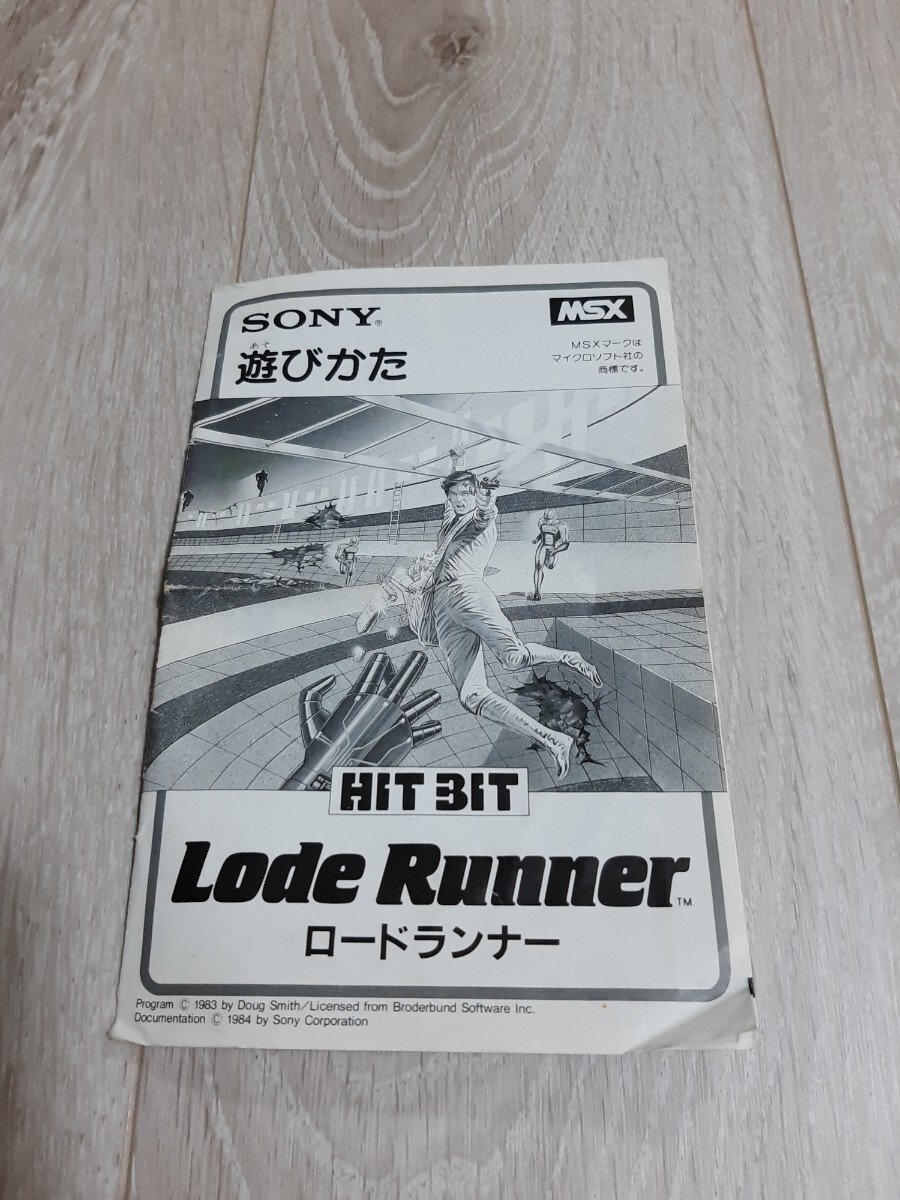 SONY®
MSX
あそ
遊びかた
MSXマークは
マイクロソフト社の
商標です。
HIT BIT
Lode Runner™
ロードランナー
Program © 1983 by Doug Smith/Licensed from Broderbund Software Inc.
Documentation © 1984 by Sony Corporation